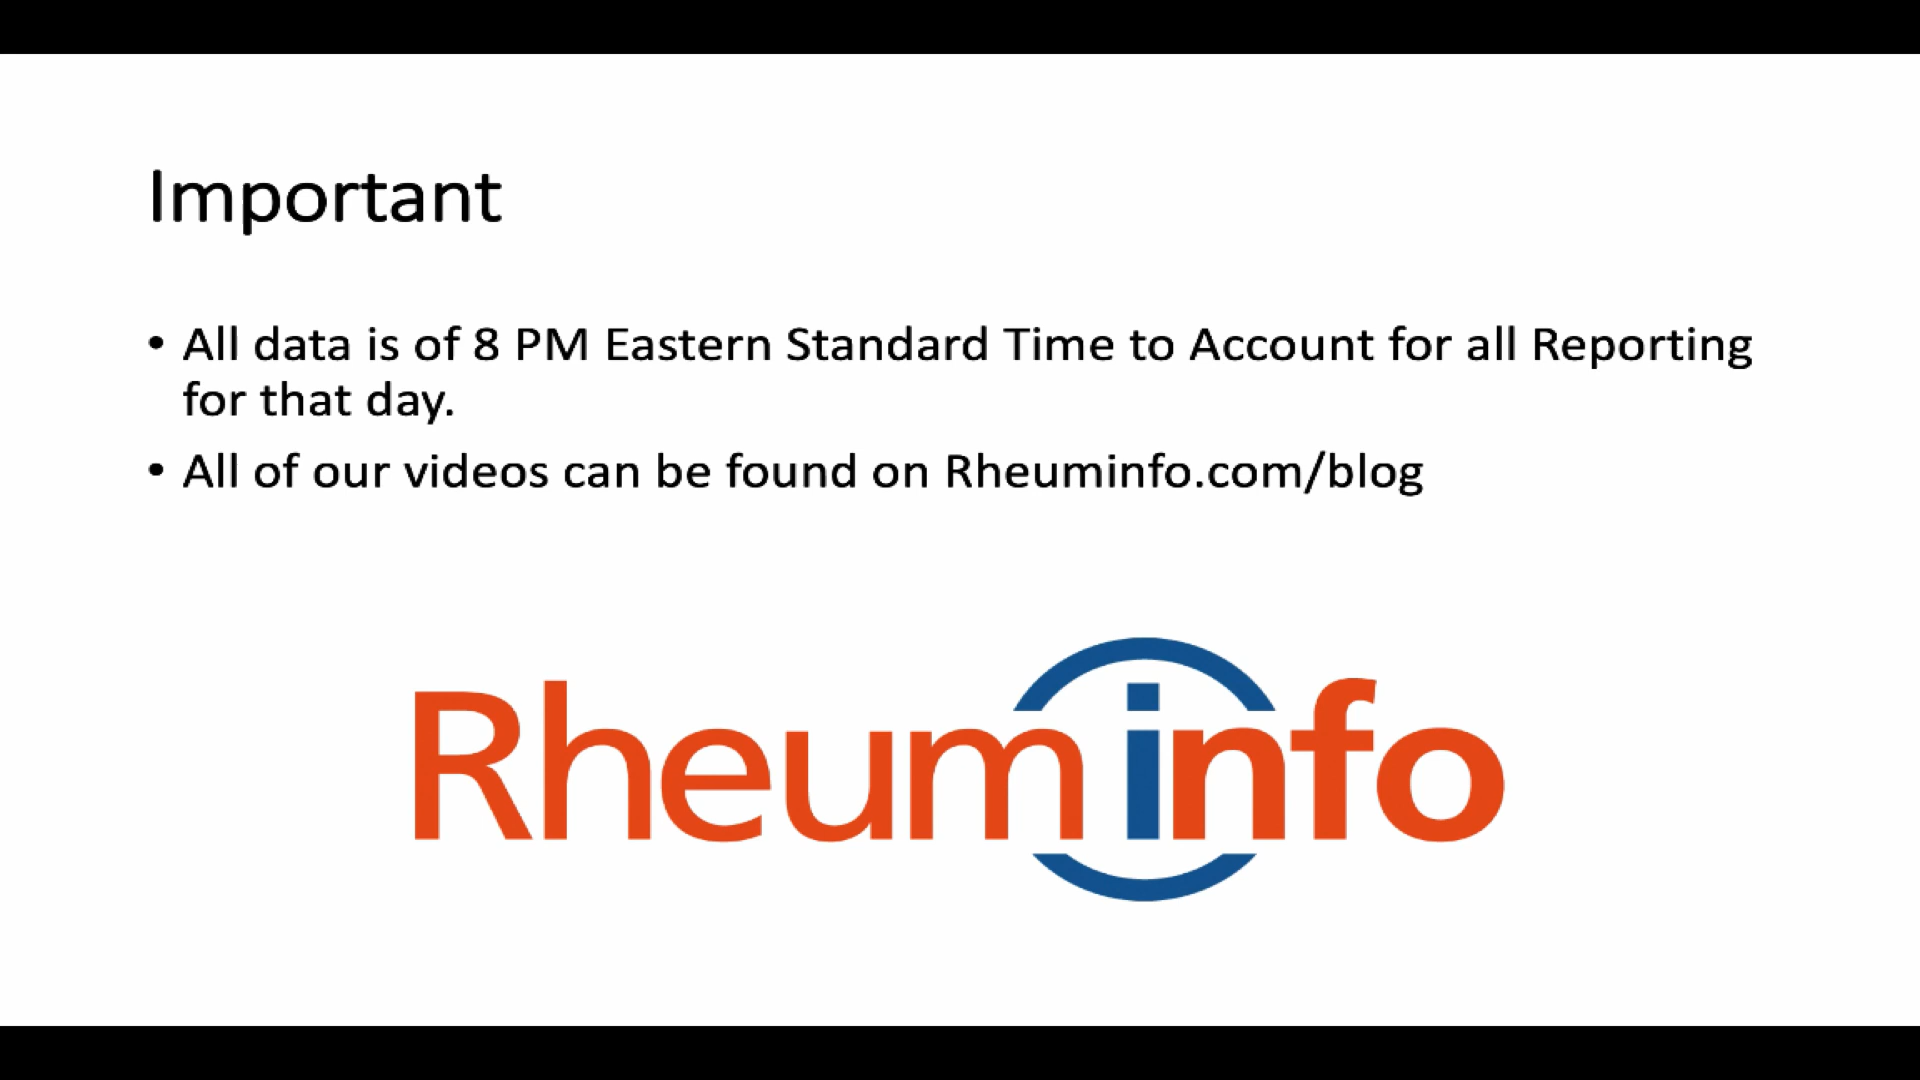 Important
• All data is of 8 PM Eastern Standard Time to Account for all Reporting
for that day.
• All of our videos can be found on Rheuminfo.com/blog
Rheuminfo